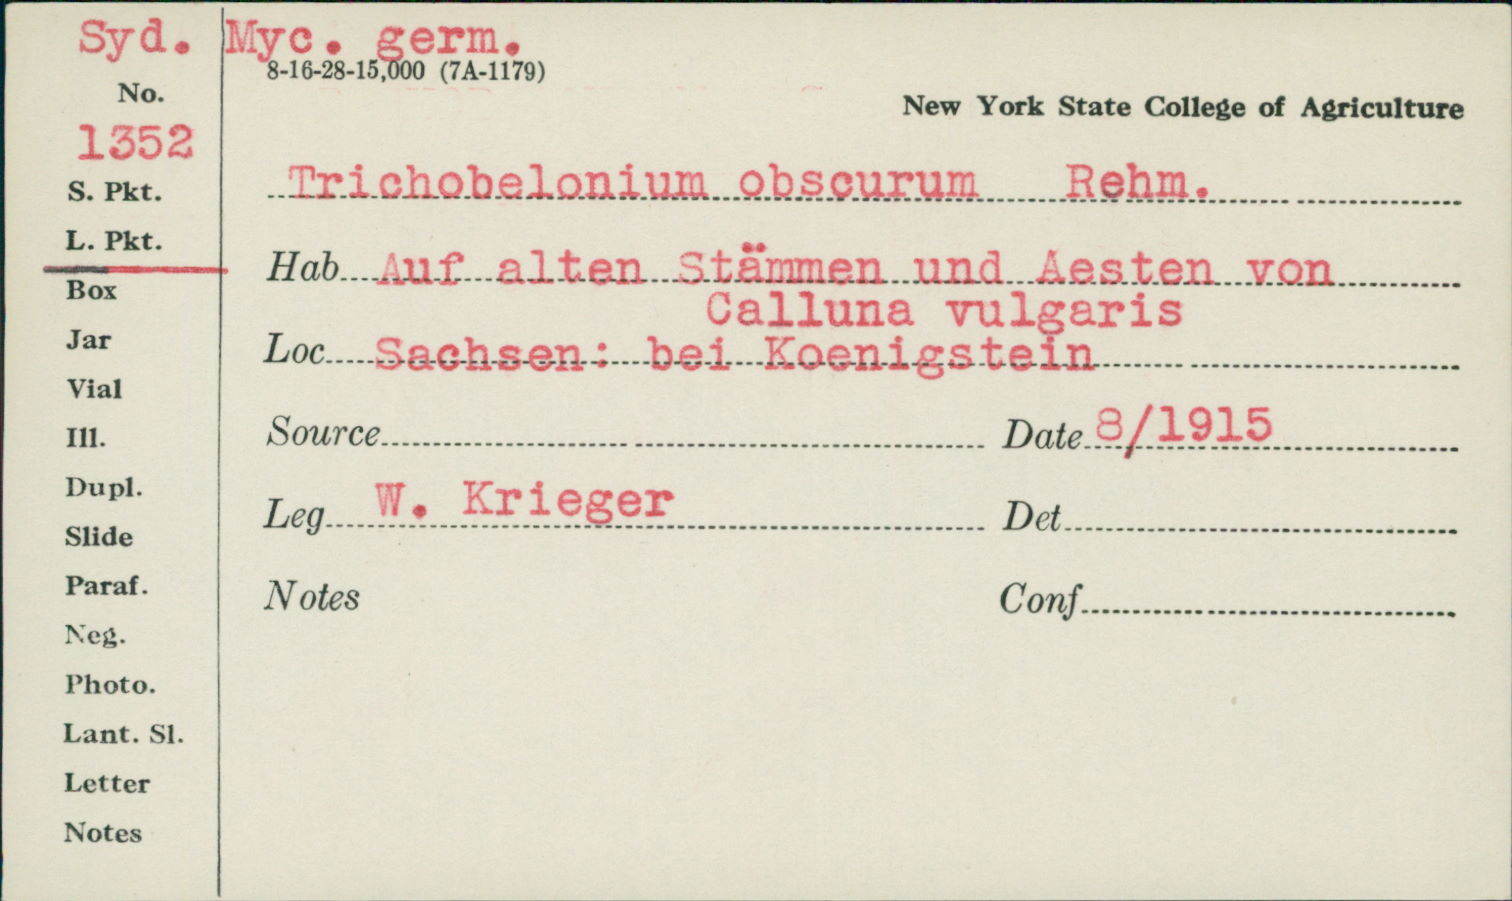 Syd. Myc. germ.
8-16-28-15,000 (7A-1179)
No.
New York State College of Agriculture
1352
Trichobelonium obscurum Rehm.
S. Pkt.
L. Pkt.
Hab. Auf alten Stämmen und Aesten von
Box
Calluna vulgaris
Jar
Loc. Sachsen: bei Koenigstein
Vial
Ill.
Source
Date 8/1915
Dupl.
Leg. W. Krieger
Det.
Slide
Paraf.
Notes
Conf.
Neg.
Photo.
Lant. Sl.
Letter
Notes